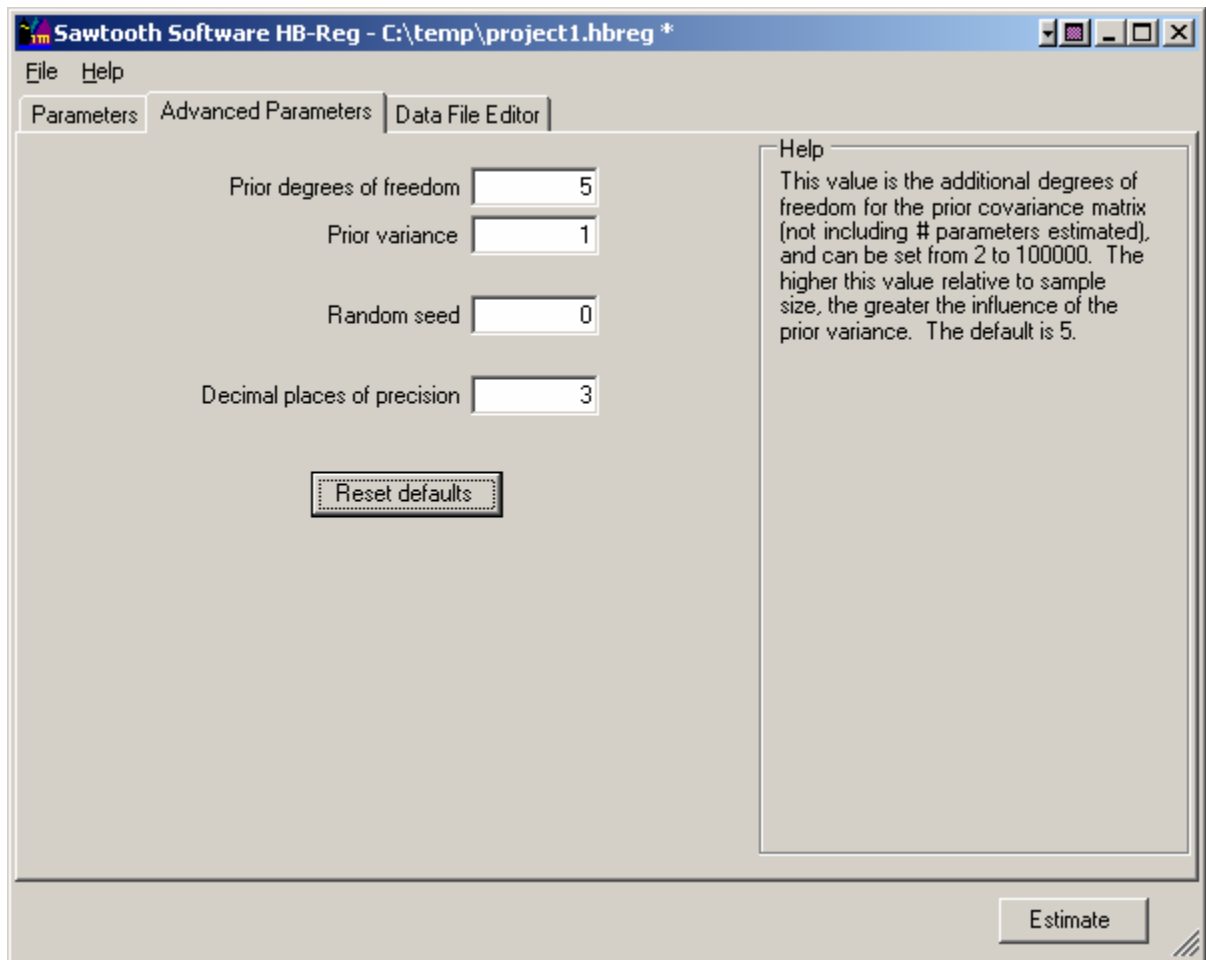 Sawtooth Software HB-Reg - C:\temp\project1.hbreg *
File Help
Parameters Advanced Parameters Data File Editor
Prior degrees of freedom 5
Prior variance 1
Random seed 0
Decimal places of precision 3
Reset defaults
Help
This value is the additional degrees of
freedom for the prior covariance matrix
(not including # parameters estimated),
and can be set from 2 to 100000. The
higher this value relative to sample
size, the greater the influence of the
prior variance. The default is 5.
Estimate